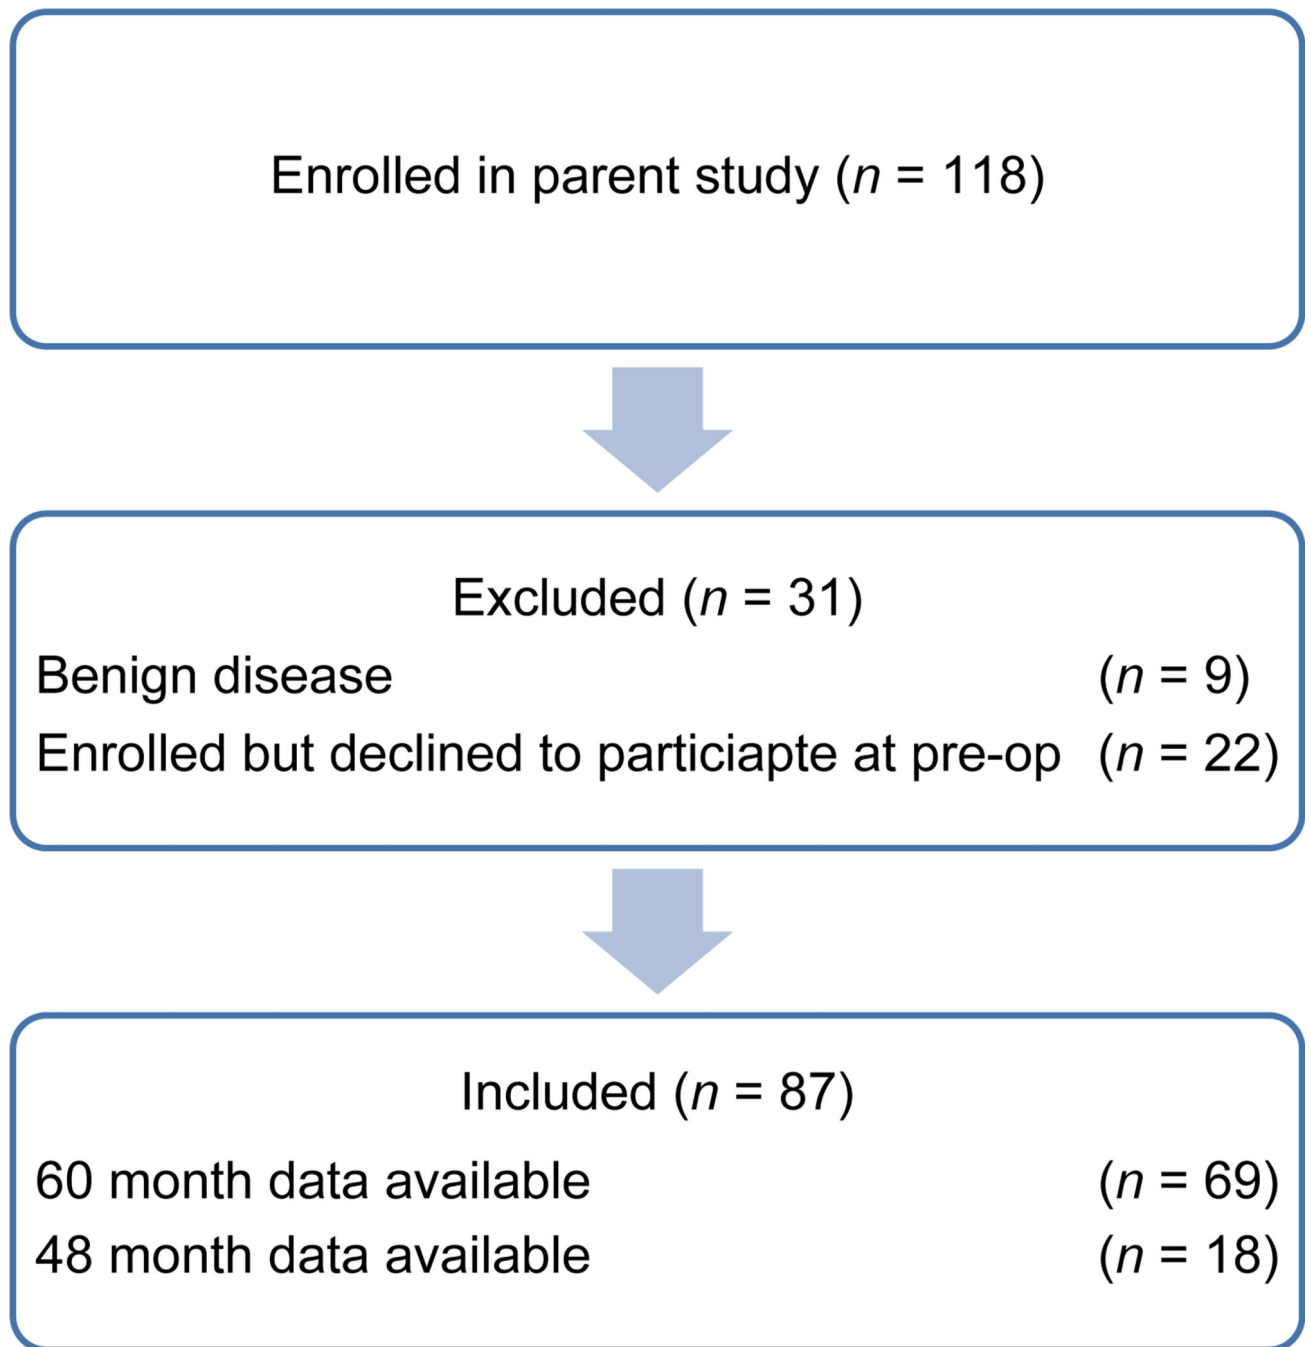 Enrolled in parent study (n = 118)
Excluded (n = 31)
Benign disease (n = 9)
Enrolled but declined to particiapte at pre-op (n = 22)
Included (n = 87)
60 month data available (n = 69)
48 month data available (n = 18)